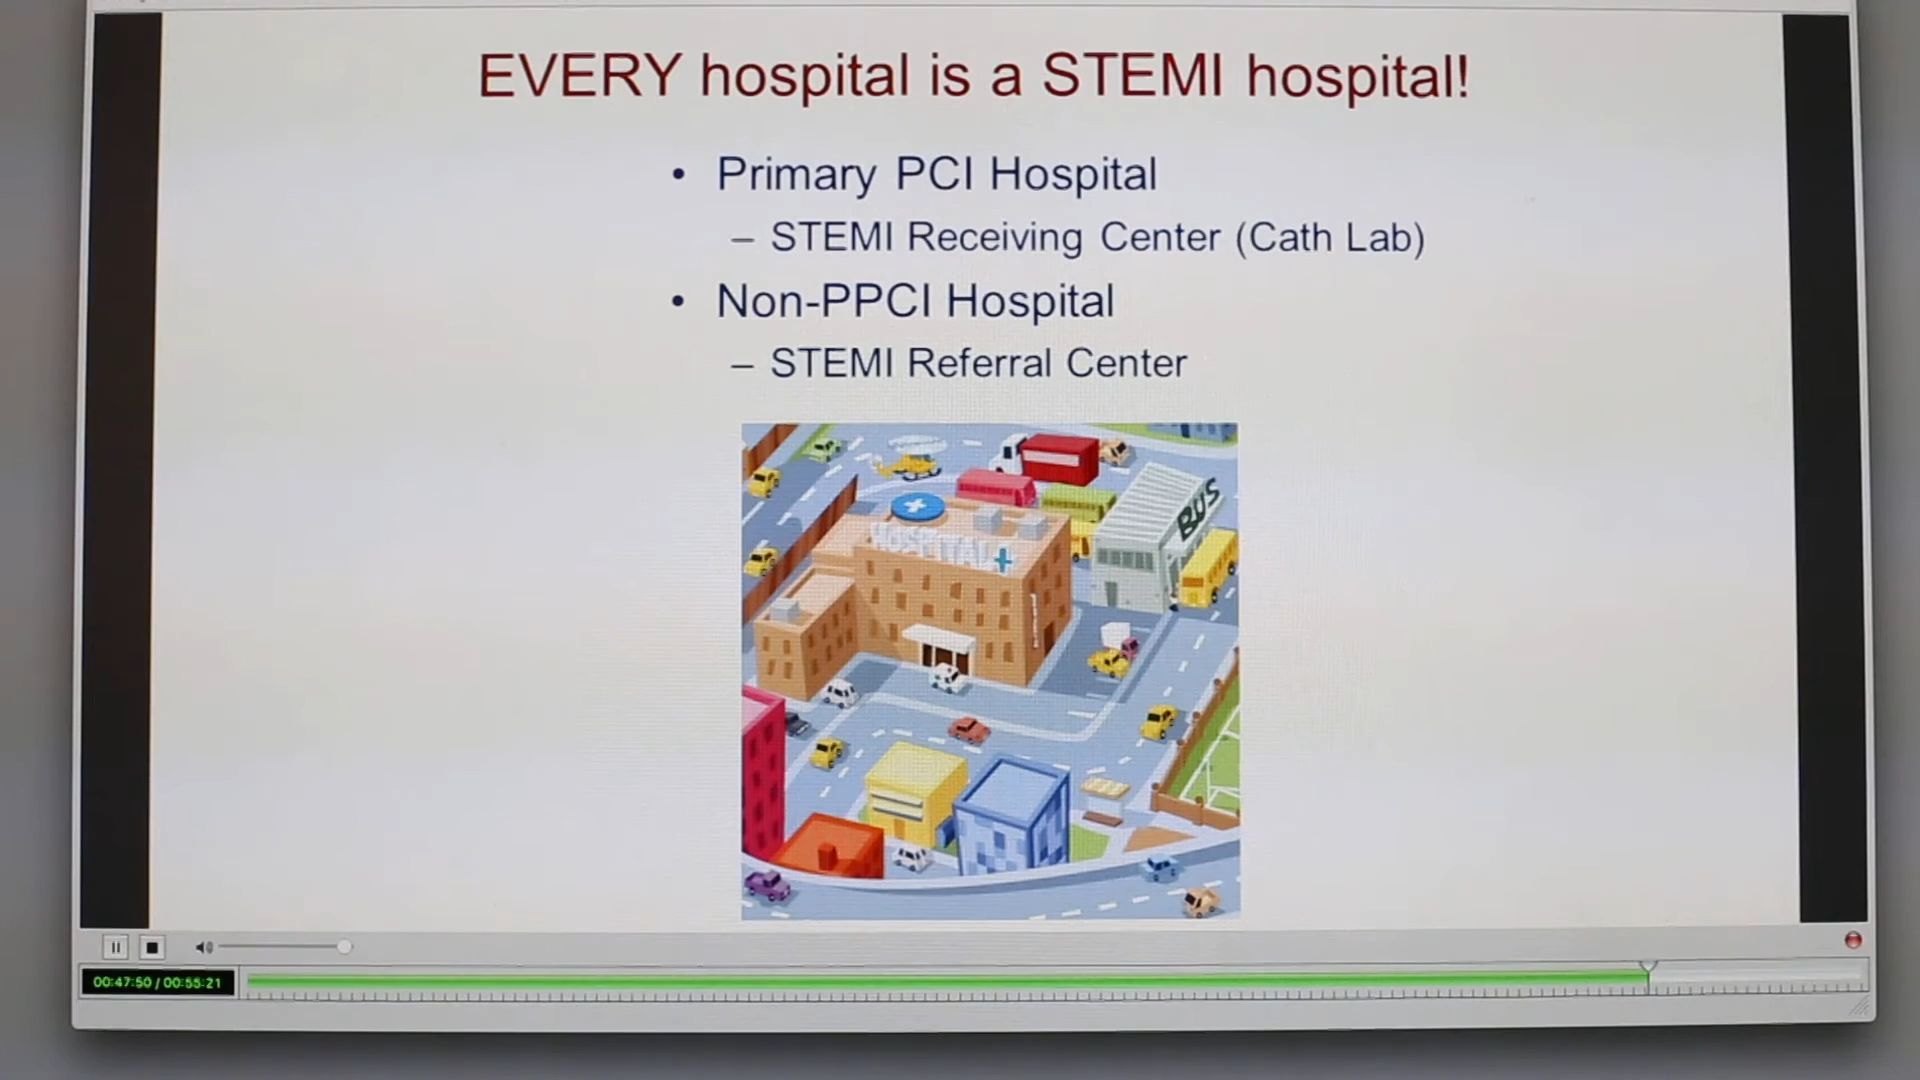 EVERY hospital is a STEMI hospital!
• Primary PCI Hospital
– STEMI Receiving Center (Cath Lab)
• Non-PPCI Hospital
– STEMI Referral Center
BUS
HOSPITAL
00:47:50 / 00:55:21